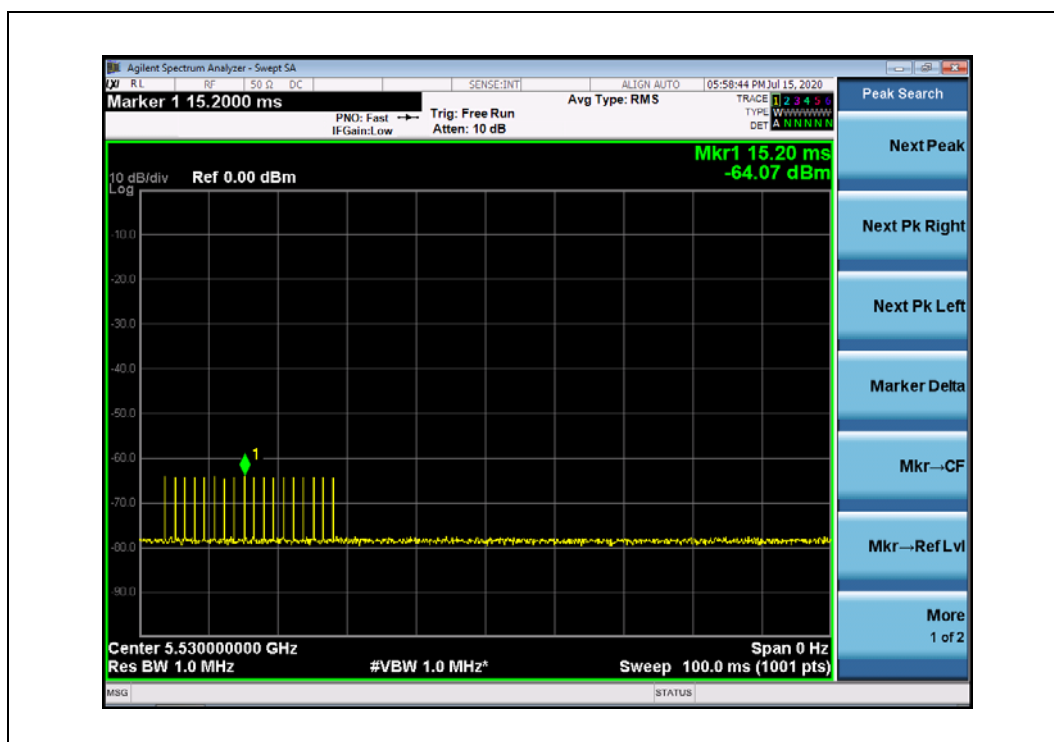 Agilent Spectrum Analyzer - Swept SA
LXI RL RF 50 Ω DC SENSE:INT ALIGN AUTO 05:58:44 PM Jul 15, 2020
Marker 1 15.2000 ms
PNO: Fast
IFGain:Low
Trig: Free Run
Atten: 10 dB
Avg Type: RMS
TRACE 1 2 3 4 5 6
TYPE WWWWWWWW
DET A N N N N N
Mkr1 15.20 ms
-64.07 dBm
10 dB/div Ref 0.00 dBm
Log
-10.0
-20.0
-30.0
-40.0
-50.0
-60.0
-70.0
-80.0
-90.0
1
Center 5.530000000 GHz
Span 0 Hz
Res BW 1.0 MHz
#VBW 1.0 MHz*
Sweep 100.0 ms (1001 pts)
MSG
STATUS
Peak Search
Next Peak
Next Pk Right
Next Pk Left
Marker Delta
Mkr→CF
Mkr→Ref Lvl
More
1 of 2